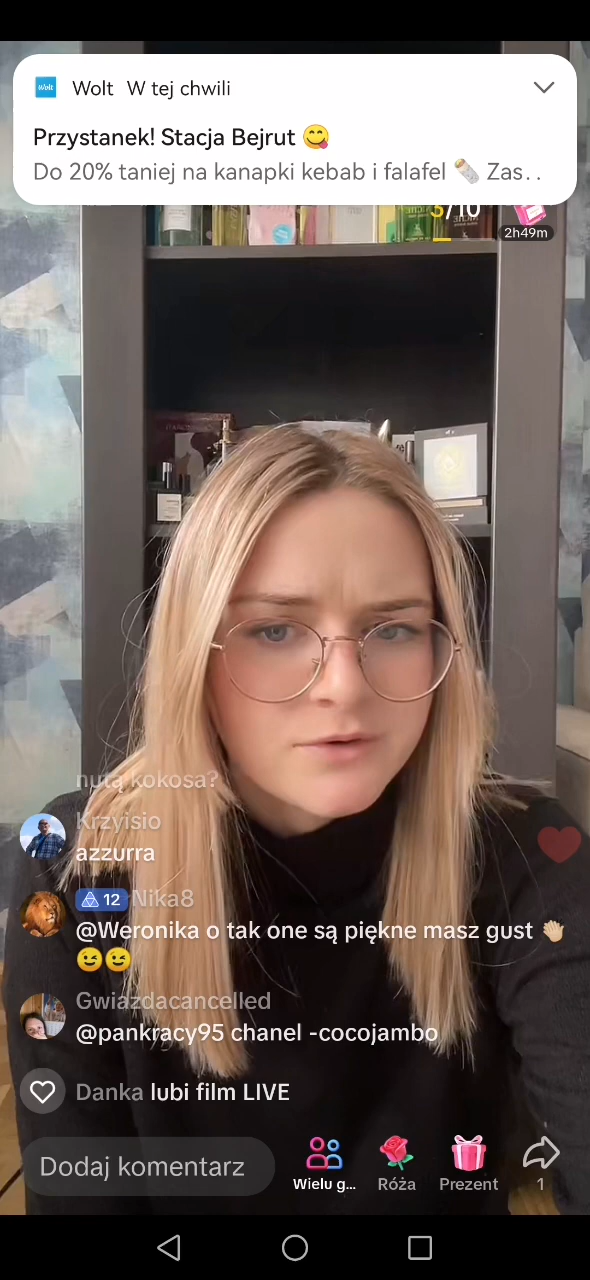 Wolt W tej chwili
Przystanek! Stacja Bejrut 😋
Do 20% taniej na kanapki kebab i falafel 🌯 Zas..
3/10
2h49m
nutą kokosa?
Krzyisio
azzurra
12 Nika8
@Weronika o tak one są piękne masz gust 👏🏼
😉😉
Gwiazdacancelled
@pankracy95 chanel -cocojambo
Danka lubi film LIVE
Dodaj komentarz
Wielu g...
Róża
Prezent
1